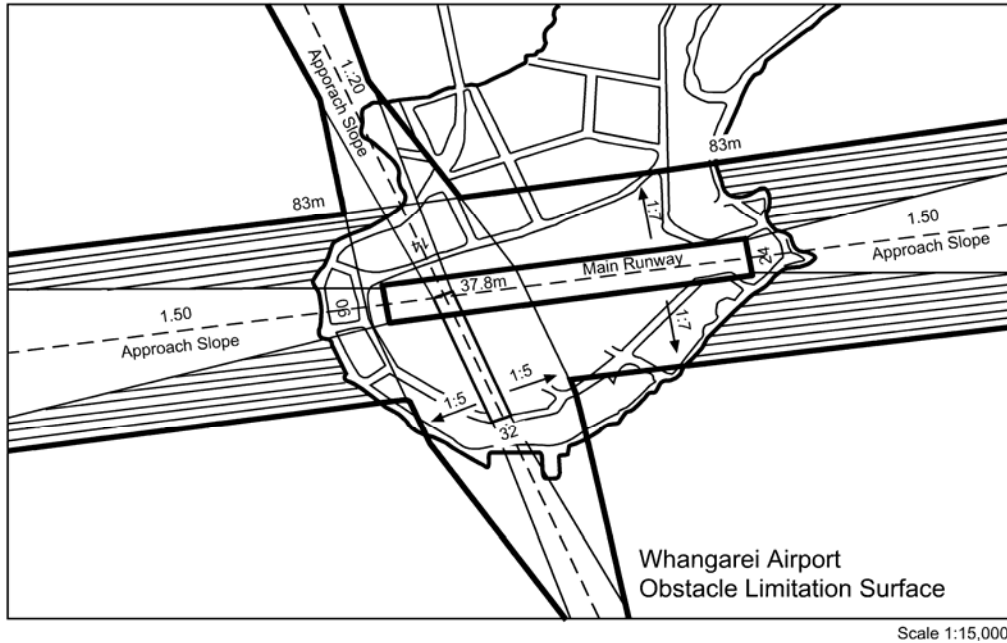 1:.20
Apporach Slope
83m
83m
1:7
1.50
Approach Slope
14
Main Runway
24
37.8m
06
1.50
Approach Slope
1:7
1:5
1:5
32
Whangarei Airport
Obstacle Limitation Surface
Scale 1:15,000